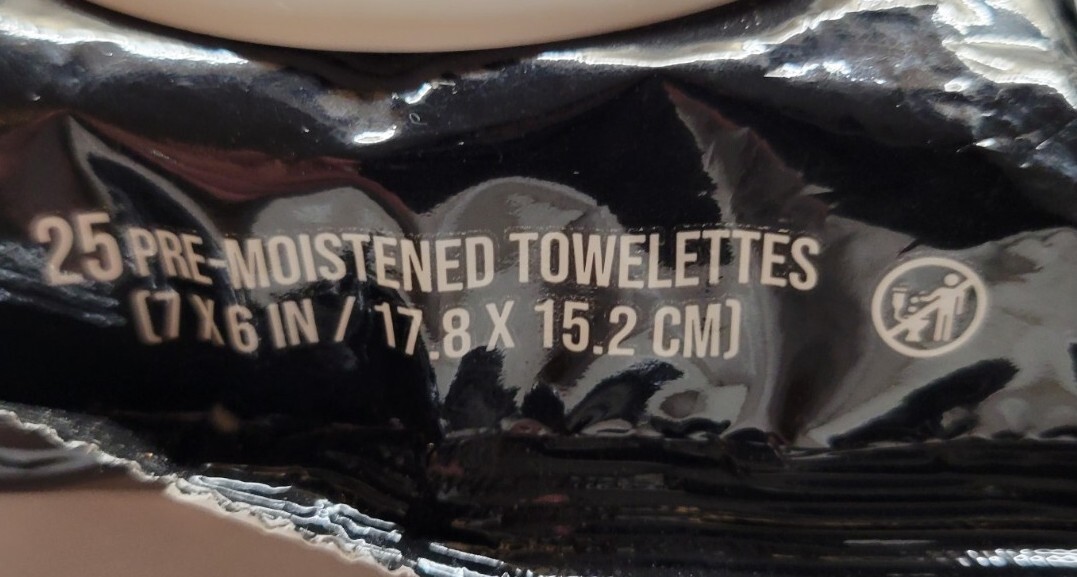 25 PRE-MOISTENED TOWELETTES
(7 X 6 IN / 17.8 X 15.2 CM)